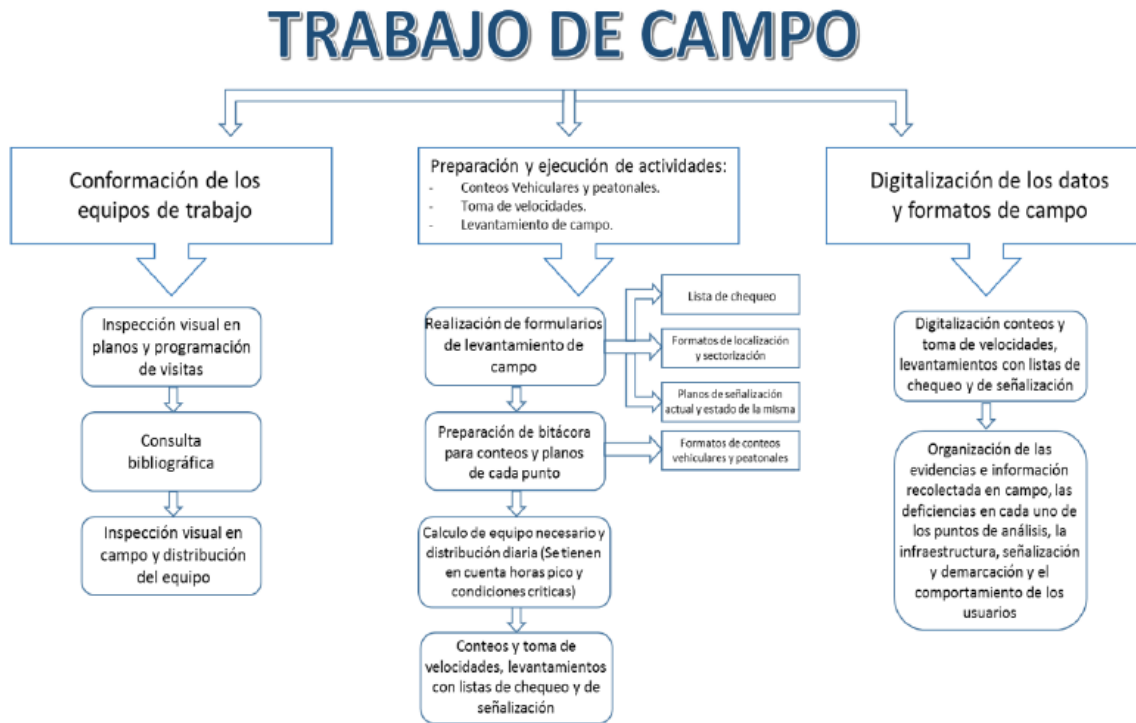 TRABAJO DE CAMPO
Conformación de los
equipos de trabajo
Inspección visual en
planos y programación
de visitas
Consulta
bibliográfica
Inspección visual en
campo y distribución
del equipo
Preparación y ejecución de actividades:
- Conteos Vehiculares y peatonales.
- Toma de velocidades.
- Levantamiento de campo.
Realización de formularios
de levantamiento de
campo
Lista de chequeo
Formatos de localización
y sectorización
Planos de señalización
actual y estado de la misma
Preparación de bitácora
para conteos y planos
de cada punto
Formatos de conteos
vehiculares y peatonales
Calculo de equipo necesario y
distribución diaria (Se tienen
en cuenta horas pico y
condiciones criticas)
Conteos y toma de
velocidades, levantamientos
con listas de chequeo y de
señalización
Digitalización de los datos
y formatos de campo
Digitalización conteos y
toma de velocidades,
levantamientos con listas de
chequeo y de señalización
Organización de las
evidencias e información
recolectada en campo, las
deficiencias en cada uno de
los puntos de análisis, la
infraestructura, señalización
y demarcación y el
comportamiento de los
usuarios